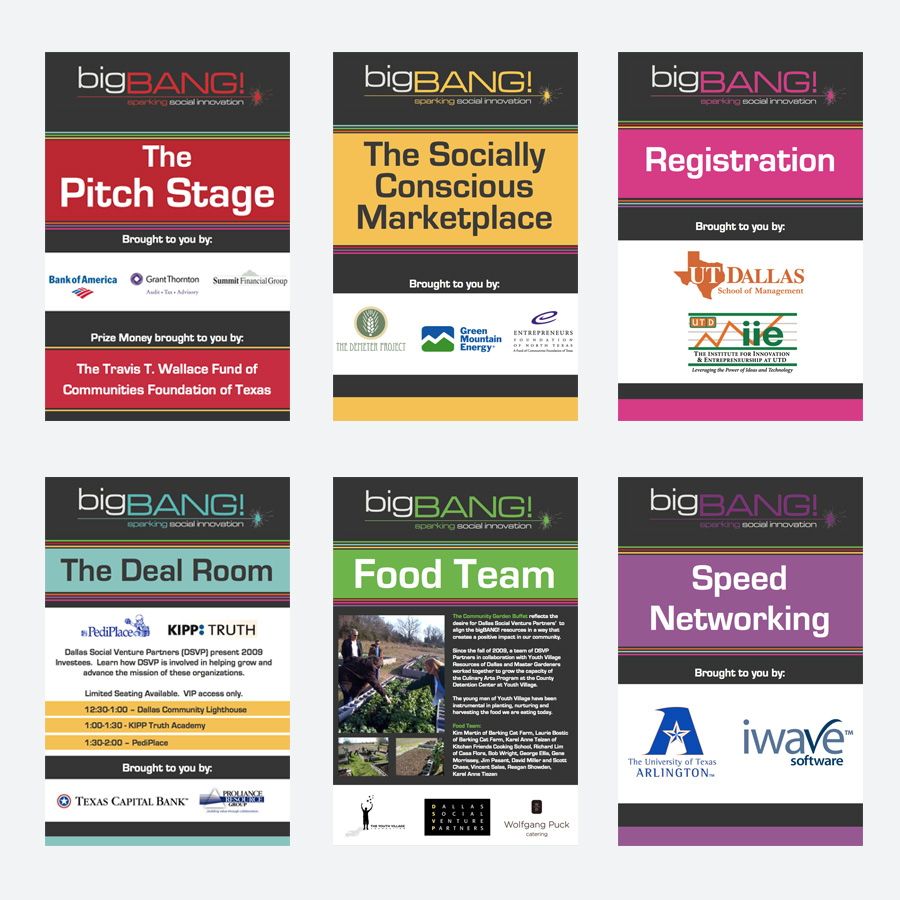 bigBANG!
sparking social innovation
The
Pitch Stage
Brought to you by:
Bank of America
Grant Thornton
Audit • Tax • Advisory
Summit Financial Group
Prize Money brought to you by:
The Travis T. Wallace Fund of
Communities Foundation of Texas
bigBANG!
sparking social innovation
The Socially
Conscious
Marketplace
Brought to you by:
THE DEMETER PROJECT
Green
Mountain
Energy®
ENTREPRENEURS
FOUNDATION
OF NORTH TEXAS
A Fund of Communities Foundation of Texas
bigBANG!
sparking social innovation
Registration
Brought to you by:
UT DALLAS
School of Management
UTD
iie
THE INSTITUTE FOR INNOVATION
& ENTREPRENEURSHIP AT UTD
Leveraging the Power of Ideas and Technology
bigBANG!
sparking social innovation
The Deal Room
PediPlace
KIPP: TRUTH
Dallas Social Venture Partners (DSVP) present 2009
Investees. Learn how DSVP is involved in helping grow and
advance the mission of these organizations.
Limited Seating Available. VIP access only.
12:30-1:00 – Dallas Community Lighthouse
1:00-1:30 - KIPP Truth Academy
1:30-2:00 – PediPlace
Brought to you by:
TEXAS CAPITAL BANK™
PROLIANCE
RESOURCE
GROUP
bigBANG!
sparking social innovation
Food Team
The Community Garden Buffet reflects the
desire for Dallas Social Venture Partners' to
align the bigBANG! resources in a way that
creates a positive impact in our community.
Since the fall of 2009, a team of DSVP
Partners in collaboration with Youth Village
Resources of Dallas and Master Gardeners
worked together to grow the capacity of
the Culinary Arts Program at the County
Detention Center at Youth Village.
The young men of Youth Village have been
instrumental in planting, nurturing and
harvesting the food we are eating today.
Food Team:
Kim Martin of Barking Cat Farm, Laurie Bostic
of Barking Cat Farm, Karel Anne Tiezen of
Kitchen Friends Cooking School, Richard Lim
of Casa Flora, Bob Wright, George Ellis, Gene
Morrissey, Jim Pesant, David Miller and Scott
Chase, Vincent Sales, Reagan Showden,
Karel Anne Tiezen
THE YOUTH VILLAGE
DALLAS
SOCIAL
VENTURE
PARTNERS
Wolfgang Puck
catering
bigBANG!
sparking social innovation
Speed
Networking
Brought to you by:
The University of Texas
ARLINGTON™
iwave™
software